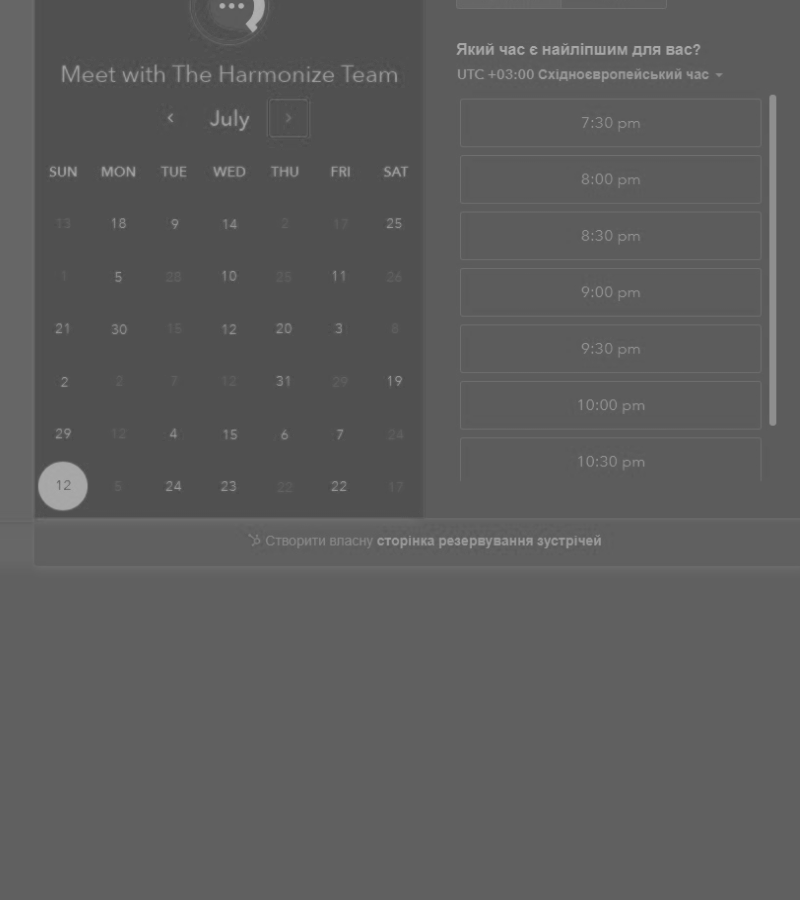 Meet with The Harmonize Team
July
SUN MON TUE WED THU FRI SAT
13 18 9 14 2 17 25
1 5 28 10 25 11 26
21 30 15 12 20 3 8
2 2 7 12 31 29 19
29 12 4 15 6 7 24
12 5 24 23 22 22 17
Який час є найліпшим для вас?
UTC +03:00 Східноєвропейський час
7:30 pm
8:00 pm
8:30 pm
9:00 pm
9:30 pm
10:00 pm
10:30 pm
Створити власну сторінка резервування зустрічей